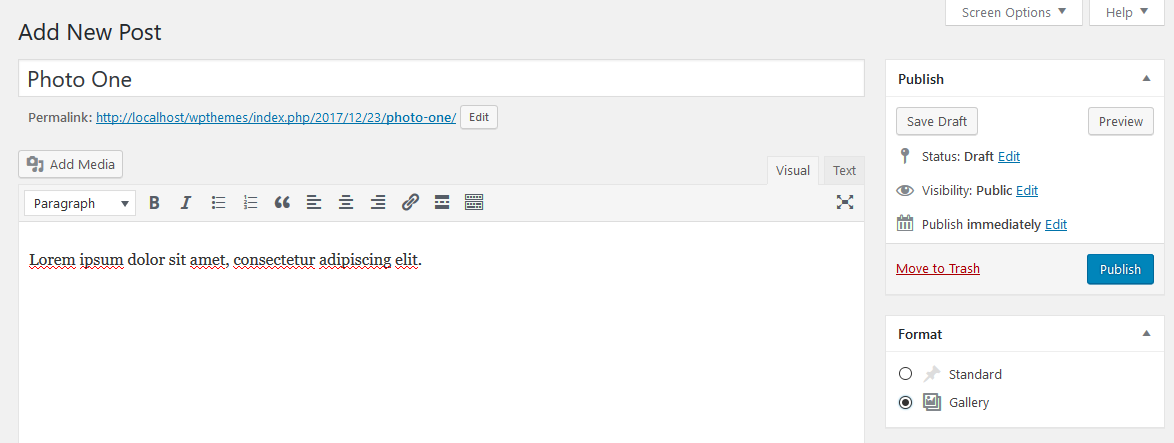 Screen Options Help
Add New Post
Photo One
Permalink: http://localhost/wpthemes/index.php/2017/12/23/photo-one/ Edit
Add Media
Visual Text
Paragraph B I
Lorem ipsum dolor sit amet, consectetur adipiscing elit.
Publish
Save Draft Preview
Status: Draft Edit
Visibility: Public Edit
Publish immediately Edit
Move to Trash Publish
Format
Standard
Gallery